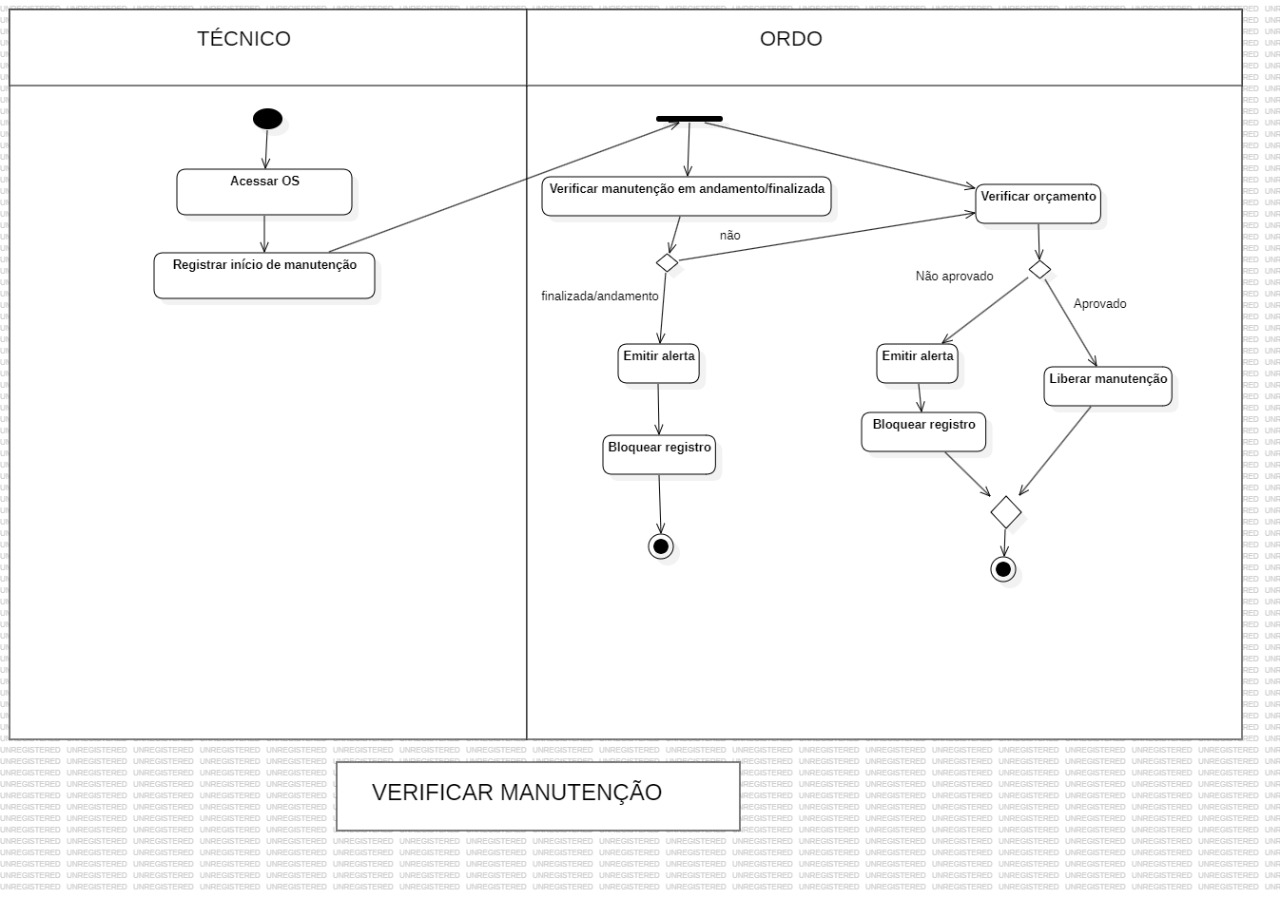 TÉCNICO
ORDO
Acessar OS
Registrar início de manutenção
Verificar manutenção em andamento/finalizada
Verificar orçamento
não
finalizada/andamento
Não aprovado
Aprovado
Emitir alerta
Emitir alerta
Liberar manutenção
Bloquear registro
Bloquear registro
VERIFICAR MANUTENÇÃO
UNREGISTERED